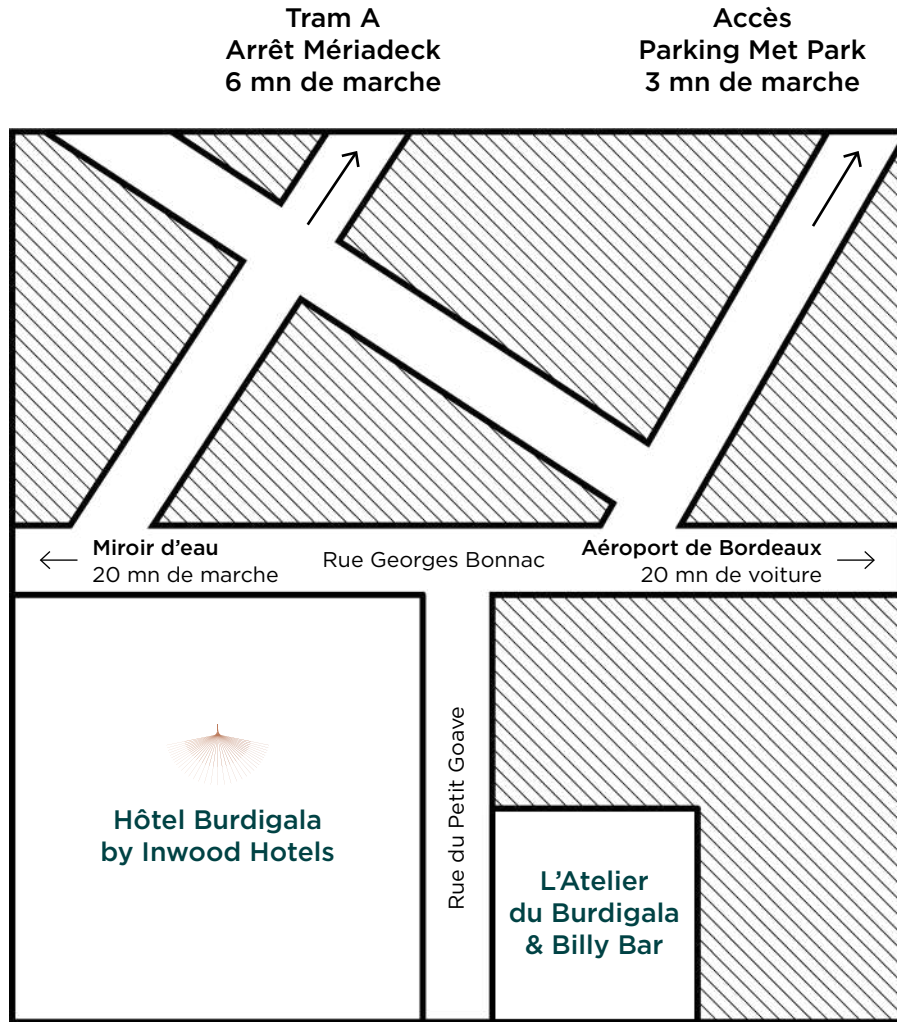 Tram A
Arrêt Mériadeck
6 mn de marche
Accès
Parking Met Park
3 mn de marche
Miroir d'eau
20 mn de marche
Rue Georges Bonnac
Aéroport de Bordeaux
20 mn de voiture
Rue du Petit Goave
Hôtel Burdigala
by Inwood Hotels
L'Atelier
du Burdigala
& Billy Bar